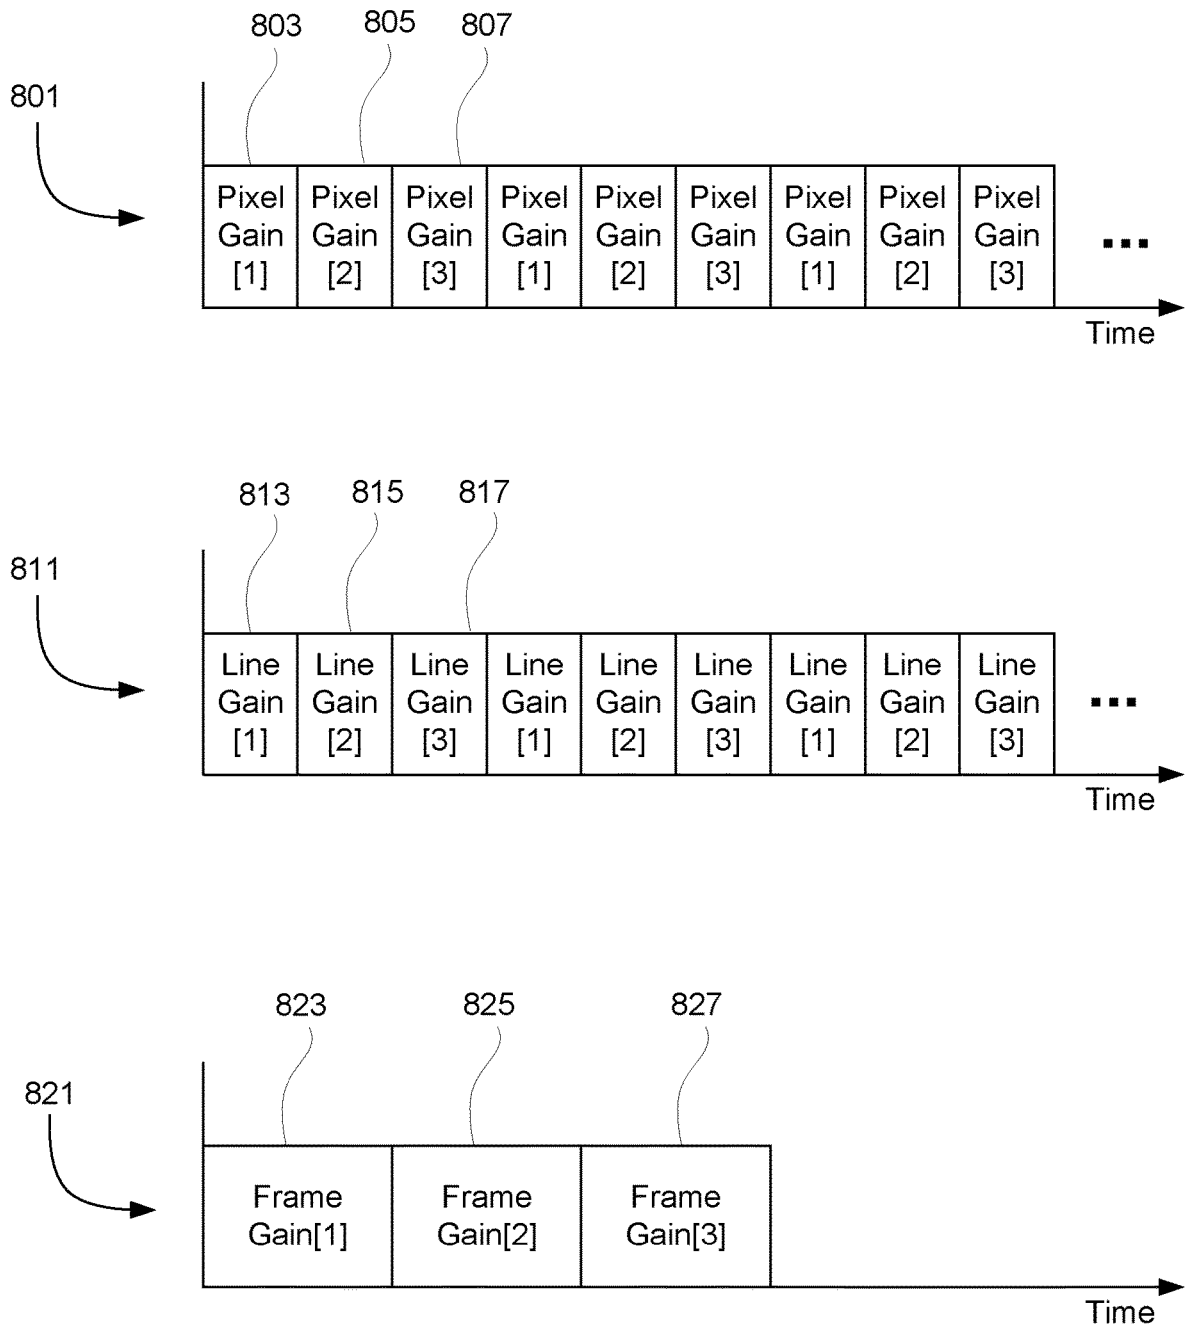 803 805 807
801
Pixel Pixel Pixel Pixel Pixel Pixel Pixel Pixel Pixel
Gain Gain Gain Gain Gain Gain Gain Gain Gain
[1] [2] [3] [1] [2] [3] [1] [2] [3]
...
Time
813 815 817
811
Line Line Line Line Line Line Line Line Line
Gain Gain Gain Gain Gain Gain Gain Gain Gain
[1] [2] [3] [1] [2] [3] [1] [2] [3]
...
Time
823 825 827
821
Frame Frame Frame
Gain[1] Gain[2] Gain[3]
Time